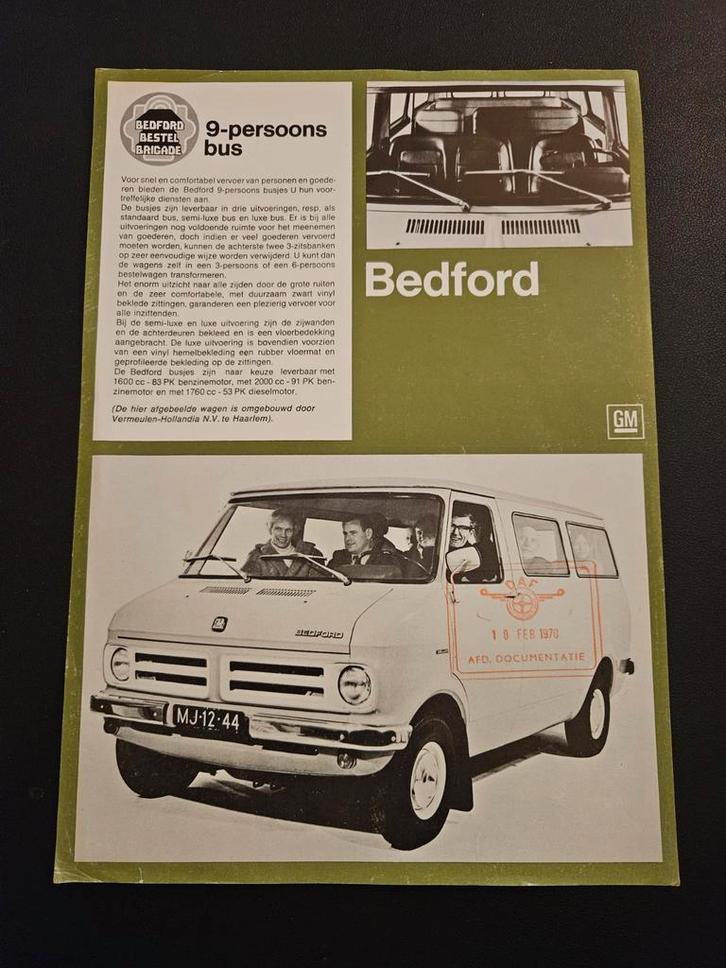 BEDFORD
BESTEL
BRIGADE
9-persoons
bus
Voor snel en comfortabel vervoer van personen en goede-
ren bieden de Bedford 9-persoons busjes U hun voor-
treffelijke diensten aan.
De busjes zijn leverbaar in drie uitvoeringen, resp. als
standaard bus, semi-luxe bus en luxe bus. Er is bij alle
uitvoeringen nog voldoende ruimte voor het meenemen
van goederen, doch indien er veel goederen vervoerd
moeten worden, kunnen de achterste twee 3-zitsbanken
op zeer eenvoudige wijze worden verwijderd. U kunt dan
de wagens zelf in een 3-persoons of een 6-persoons
bestelwagen transformeren.
Het enorm uitzicht naar alle zijden door de grote ruiten
en de zeer comfortabele, met duurzaam zwart vinyl
beklede zittingen, garanderen een plezierig vervoer voor
alle inzittenden.
Bij de semi-luxe en luxe uitvoering zijn de zijwanden
en de achterdeuren bekleed en is een vloerbedekking
aangebracht. De luxe uitvoering is bovendien voorzien
van een vinyl hemelbekleding een rubber vloermat en
geprofileerde bekleding op de zittingen.
De Bedford busjes zijn naar keuze leverbaar met
1600 cc - 83 PK benzinemotor, met 2000 cc - 91 PK ben-
zinemotor en met 1760 cc - 53 PK dieselmotor.
(De hier afgebeelde wagen is omgebouwd door
Vermeulen-Hollandia N.V. te Haarlem).
Bedford
GM
GM
BEDFORD
MJ-12-44
DAF
10 FEB 1970
AFD. DOCUMENTATIE